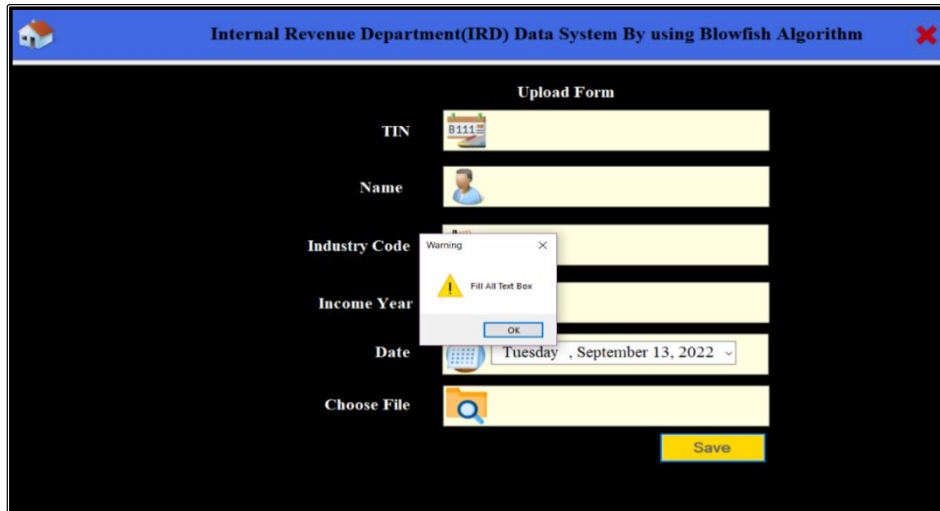 Internal Revenue Department(IRD) Data System By using Blowfish Algorithm
Upload Form
TIN
B111
Name
Industry Code
Warning
Fill All Text Box
OK
Income Year
Date
Tuesday , September 13, 2022
Choose File
Save